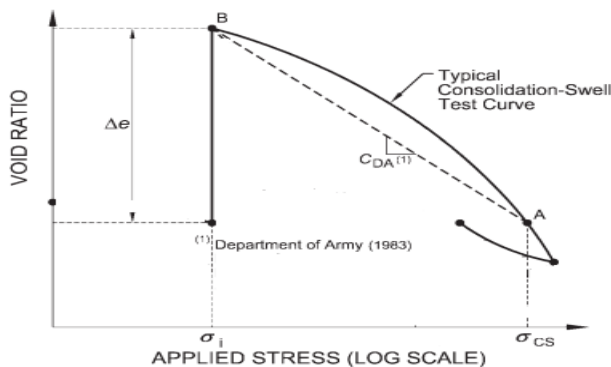 B
Typical
Consolidation-Swell
Test Curve
VOID RATIO
Δe
C_DA(1)
A
(1) Department of Army (1983)
σ_i
σ_CS
APPLIED STRESS (LOG SCALE)